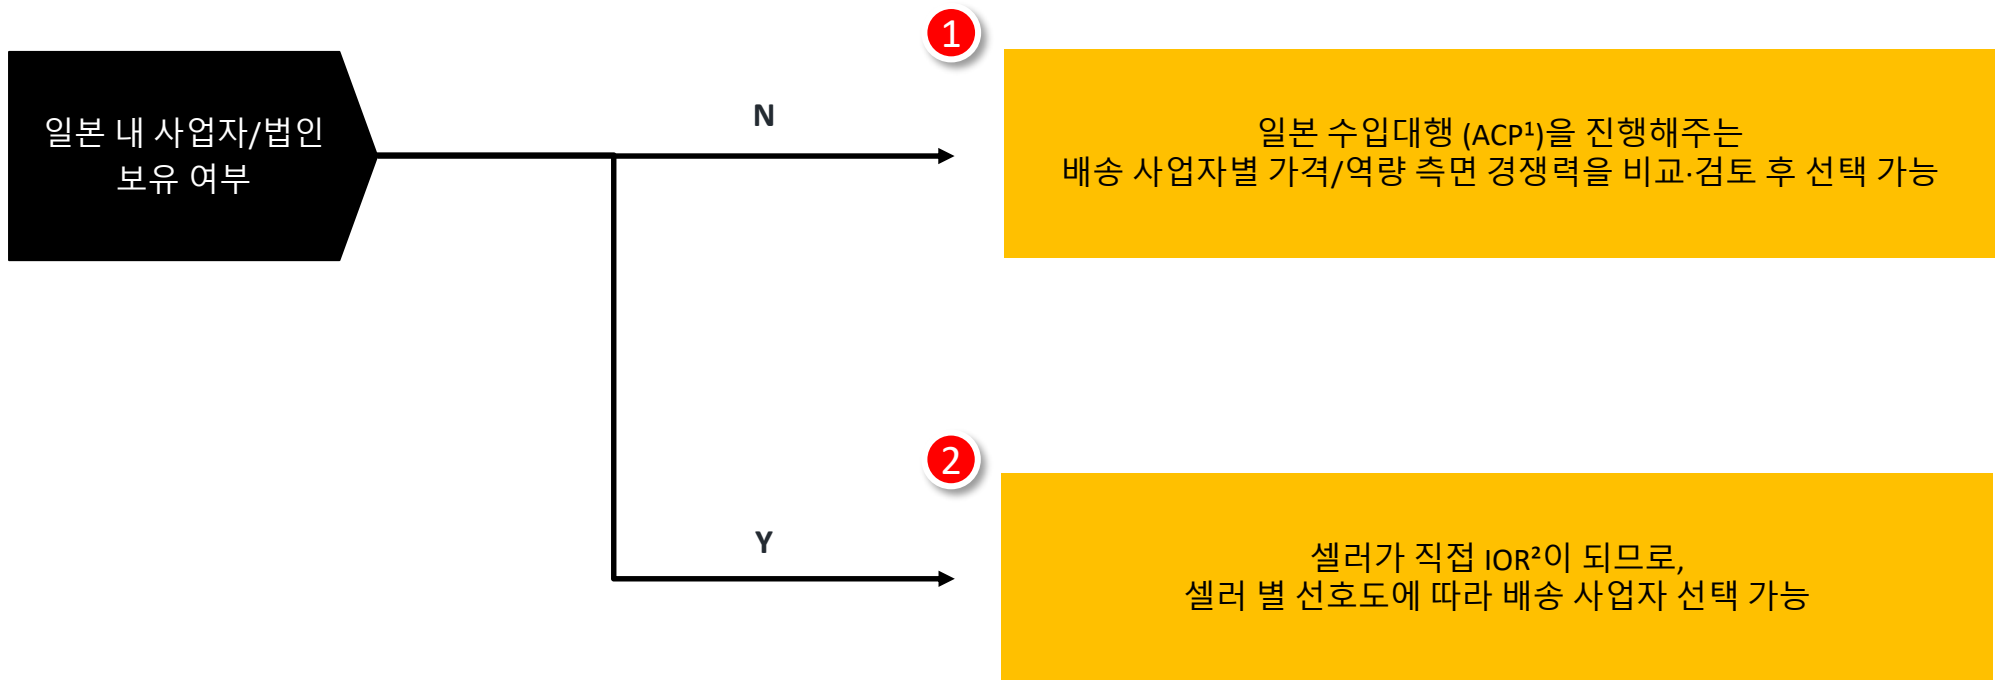 일본 내 사업자/법인
보유 여부
N
1
일본 수입대행 (ACP¹)을 진행해주는
배송 사업자별 가격/역량 측면 경쟁력을 비교·검토 후 선택 가능
Y
2
셀러가 직접 IOR²이 되므로,
셀러 별 선호도에 따라 배송 사업자 선택 가능